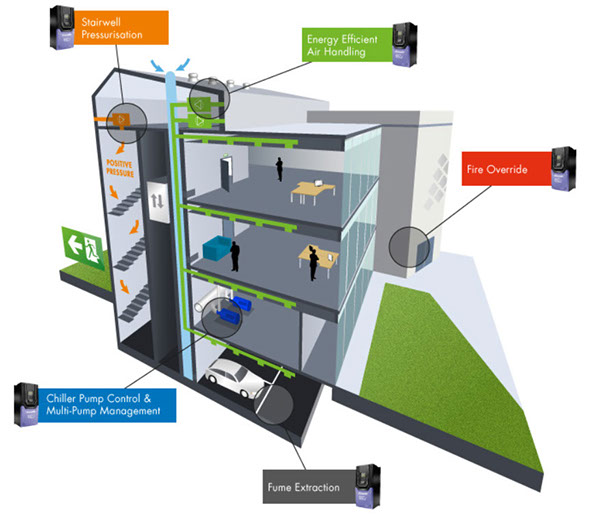 Stairwell
Pressurisation
Energy Efficient
Air Handling
POSITIVE
PRESSURE
Fire Override
Chiller Pump Control &
Multi-Pump Management
Fume Extraction